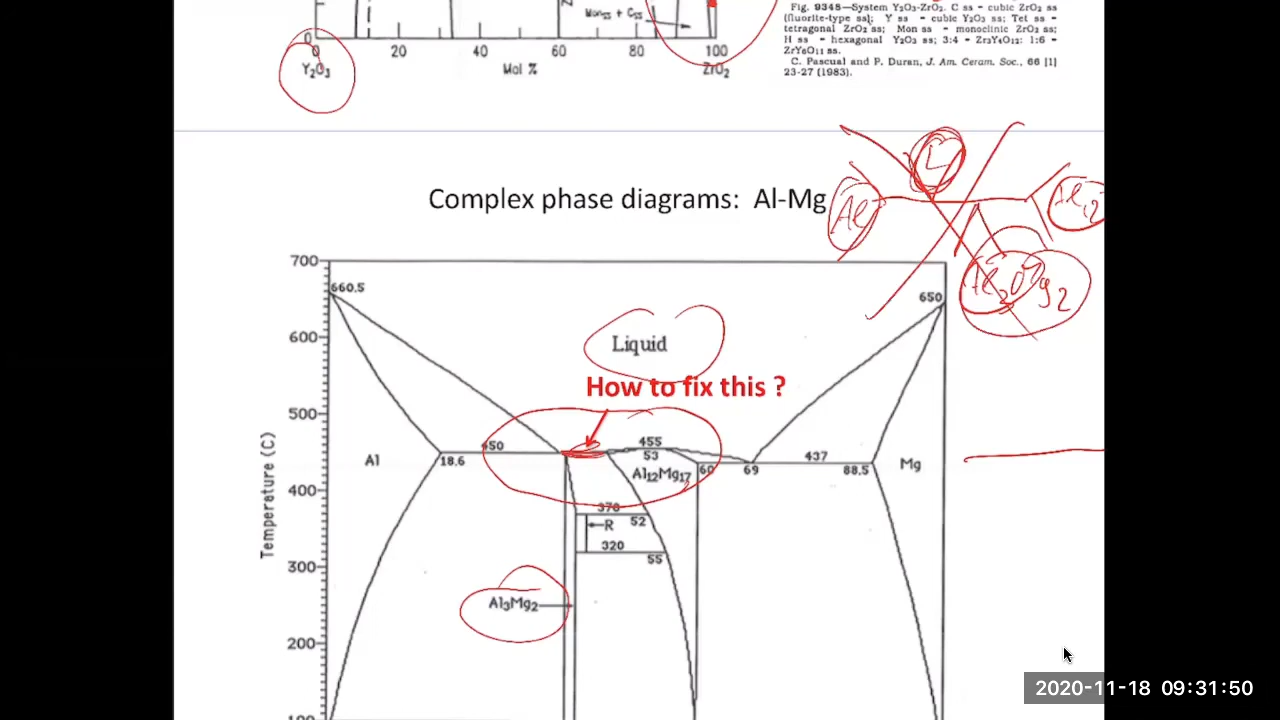 Mon ss + C ss
0
20
40
60
80
100
Y2O3
Mol %
ZrO2
Fig. 9348—System Y2O3-ZrO2. C ss = cubic ZrO2 ss
(fluorite-type ss); Y ss = cubic Y2O3 ss; Tet ss =
tetragonal ZrO2 ss; Mon ss = monoclinic ZrO2 ss;
H ss = hexagonal Y2O3 ss; 3:4 = Zr3Y4O12; 1:6 =
ZrY6O11 ss.
C. Pascual and P. Duran, J. Am. Ceram. Soc., 66 [1]
23-27 (1983).
Complex phase diagrams: Al-Mg
L
Al
700
660.5
650
600
Liquid
How to fix this ?
500
450
455
53
437
18.6
Al12Mg17
60
69
88.5
Al
Mg
400
370
R
52
320
55
300
Al3Mg2
200
100
Temperature (C)
2020-11-18 09:31:50